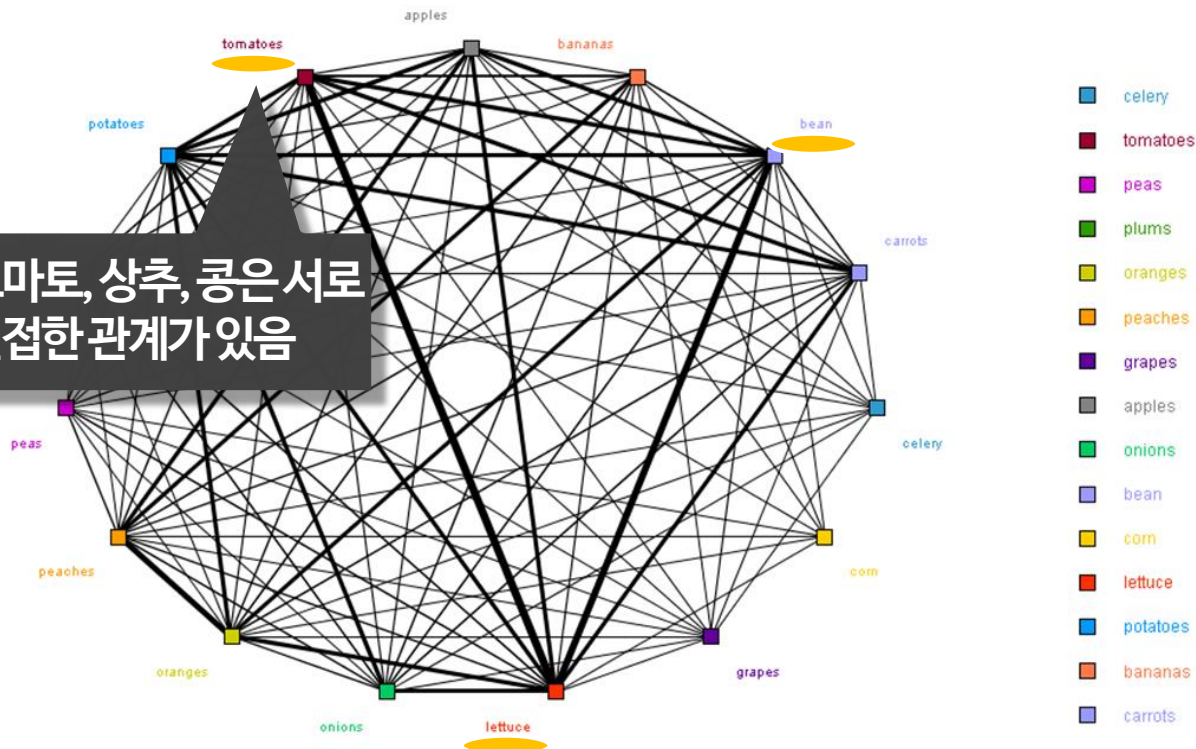 apples
tomatoes
bananas
potatoes
bean
carrots
마토, 상추, 콩은 서로
접한 관계가 있음
peas
celery
peaches
corn
oranges
grapes
onions
lettuce
celery
tomatoes
peas
plums
oranges
peaches
grapes
apples
onions
bean
corn
lettuce
potatoes
bananas
carrots